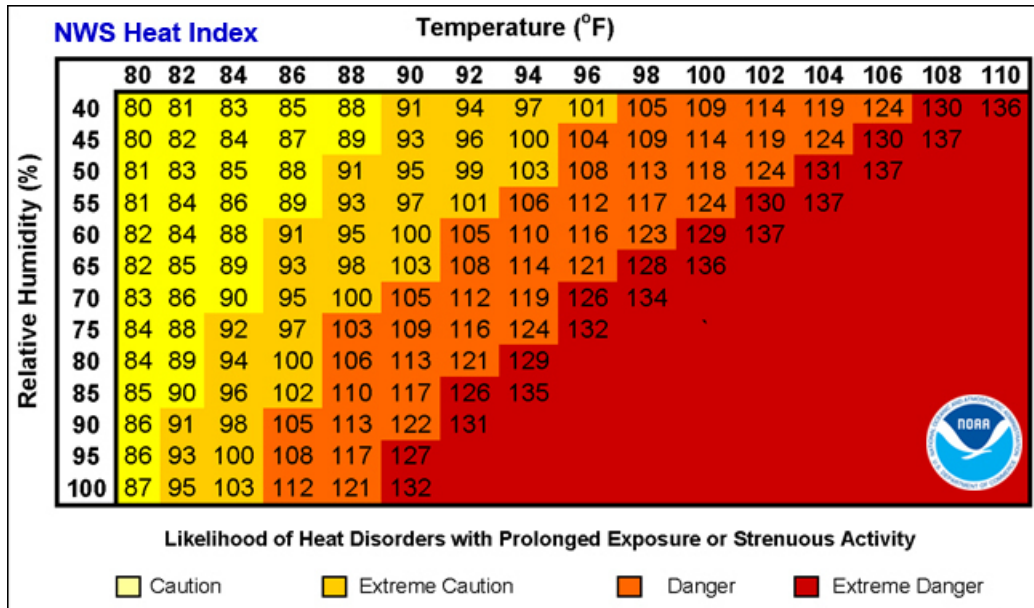 NWS Heat Index Temperature (°F)
80 82 84 86 88 90 92 94 96 98 100 102 104 106 108 110
40 80 81 83 85 88 91 94 97 101 105 109 114 119 124 130 136
45 80 82 84 87 89 93 96 100 104 109 114 119 124 130 137
50 81 83 85 88 91 95 99 103 108 113 118 124 131 137
55 81 84 86 89 93 97 101 106 112 117 124 130 137
60 82 84 88 91 95 100 105 110 116 123 129 137
65 82 85 89 93 98 103 108 114 121 128 136
70 83 86 90 95 100 105 112 119 126 134
75 84 88 92 97 103 109 116 124 132
80 84 89 94 100 106 113 121 129
85 85 90 96 102 110 117 126 135
90 86 91 98 105 113 122 131
95 86 93 100 108 117 127
100 87 95 103 112 121 132
Relative Humidity (%)
NOAA
Likelihood of Heat Disorders with Prolonged Exposure or Strenuous Activity
Caution Extreme Caution Danger Extreme Danger